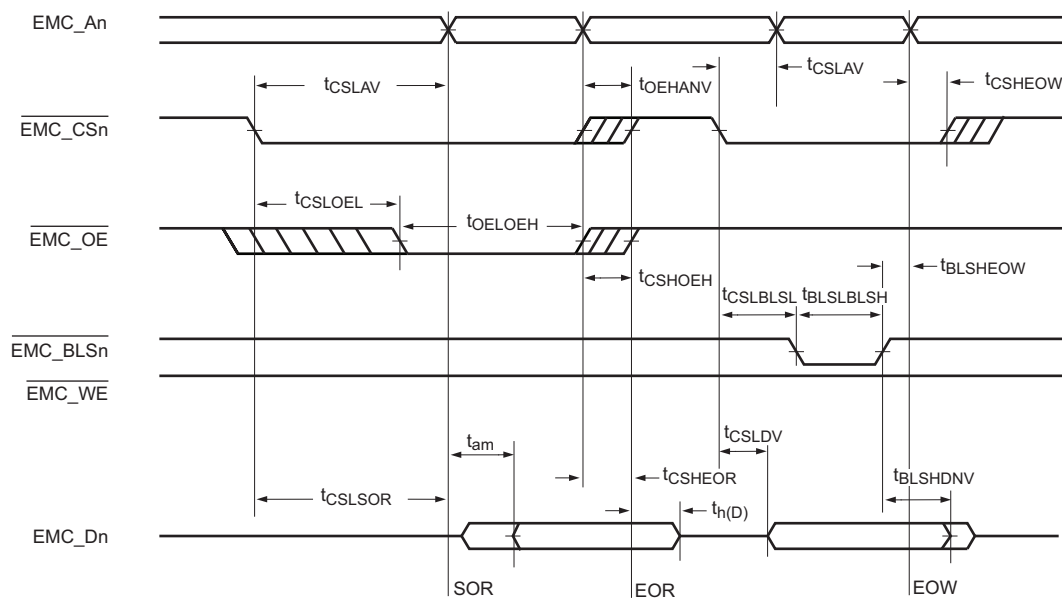 EMC_An
tCSLAV
tOEHANV
tCSLAV
tCSHEOW
EMC_CSn
tCSLOEL
tOELOEH
EMC_OE
tCSHOEH
tCSLBLSL
tBLSLBLSH
tBLSHEOW
EMC_BLSn
EMC_WE
tam
tCSLDV
tCSHEOR
tBLSHDNV
tCSLSOR
th(D)
EMC_Dn
SOR
EOR
EOW